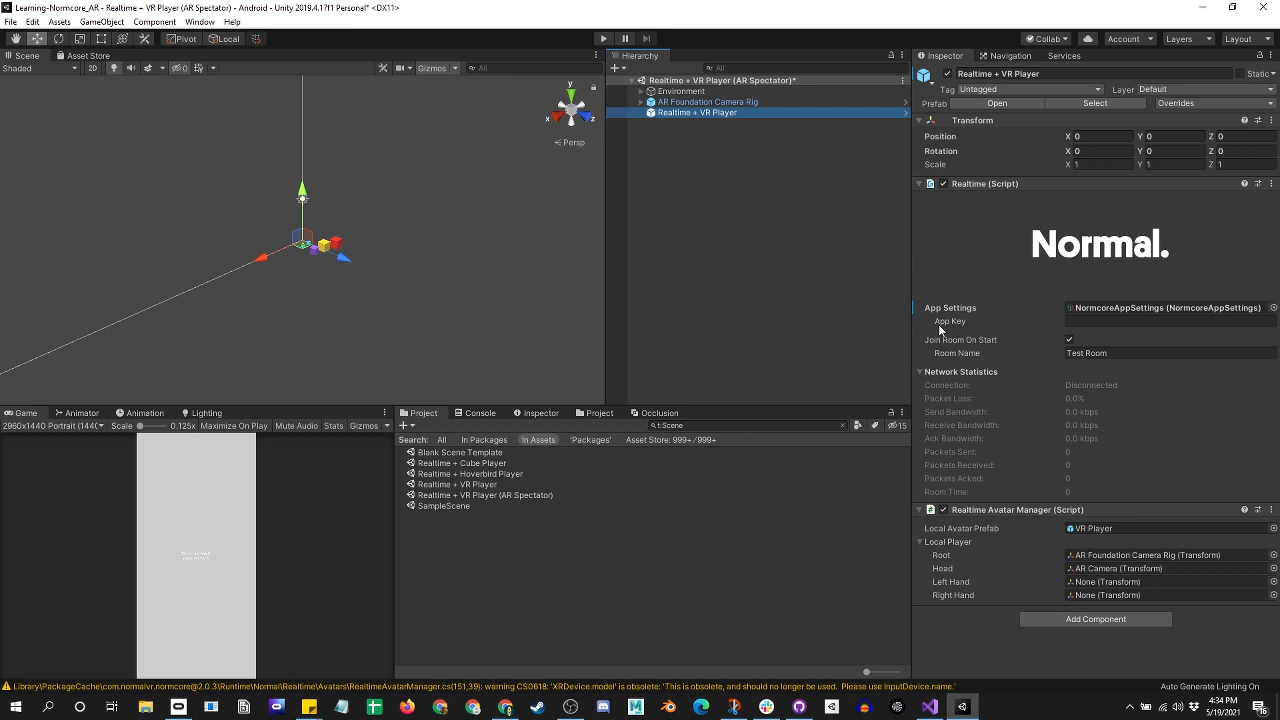 Learning-Normcore_AR - Realtime + VR Player (AR Spectator) - Android - Unity 2019.4.17f1 Personal* <DX11>
File Edit Assets GameObject Component Window Help
Pivot Local Collab Account Layers Layout
Scene Asset Store
Shaded 2D 0 Gizmos All
y
x z
Persp
Hierarchy
All
Realtime + VR Player (AR Spectator)*
Environment
AR Foundation Camera Rig
Realtime + VR Player
Game Animator Animation Lighting
2960x1440 Portrait (144( Scale 0.125x Maximize On Play Mute Audio Stats Gizmos
Project Console Inspector Project Occlusion
t:Scene 15
Search: All In Packages In Assets 'Packages' Asset Store: 999+/999+
Blank Scene Template
Realtime + Cube Player
Realtime + Hoverbird Player
Realtime + VR Player
Realtime + VR Player (AR Spectator)
SampleScene
Inspector Navigation Services
Realtime + VR Player Static
Tag Untagged Layer Default
Prefab Open Select Overrides
Transform
Position X 0 Y 0 Z 0
Rotation X 0 Y 0 Z 0
Scale X 1 Y 1 Z 1
Realtime (Script)
Normal.
App Settings NormcoreAppSettings (NormcoreAppSettings)
App Key
Join Room On Start
Room Name Test Room
Network Statistics
Connection: Disconnected
Packet Loss: 0.0%
Send Bandwidth: 0.0 kbps
Receive Bandwidth: 0.0 kbps
Ack Bandwidth: 0.0 kbps
Packets Sent: 0
Packets Received: 0
Packets Acked: 0
Room Time: 0
Realtime Avatar Manager (Script)
Local Avatar Prefab VR Player
Local Player
Root AR Foundation Camera Rig (Transform)
Head AR Camera (Transform)
Left Hand None (Transform)
Right Hand None (Transform)
Add Component
Library\PackageCache\com.normalvr.normcore@2.0.3\Runtime\Normal\Realtime\Avatars\RealtimeAvatarManager.cs(151,39): warning CS0618: 'XRDevice.model' is obsolete: 'This is obsolete, and should no longer be used. Please use InputDevice.name.'
Auto Generate Lighting On
4:34 PM
5/19/2021